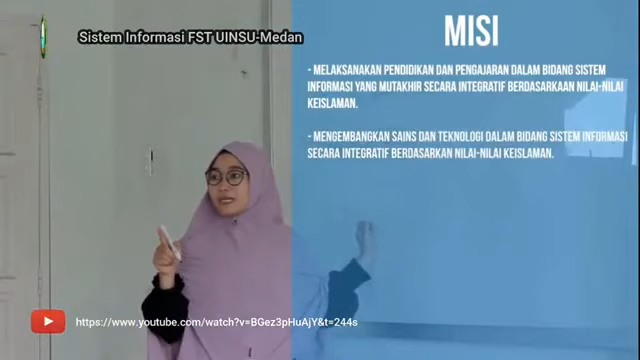 Sistem Informasi FST UINSU-Medan
MISI
- MELAKSANAKAN PENDIDIKAN DAN PENGAJARAN DALAM BIDANG SISTEM
INFORMASI YANG MUTAKHIR SECARA INTEGRATIF BERDASARKAAN NILAI-NILAI
KEISLAMAN.
- MENGEMBANGKAN SAINS DAN TEKNOLOGI DALAM BIDANG SISTEM INFORMASI
SECARA INTEGRATIF BERDASARKAN NILAI-NILAI KEISLAMAN.
https://www.youtube.com/watch?v=BGez3pHuAjY&t=244s